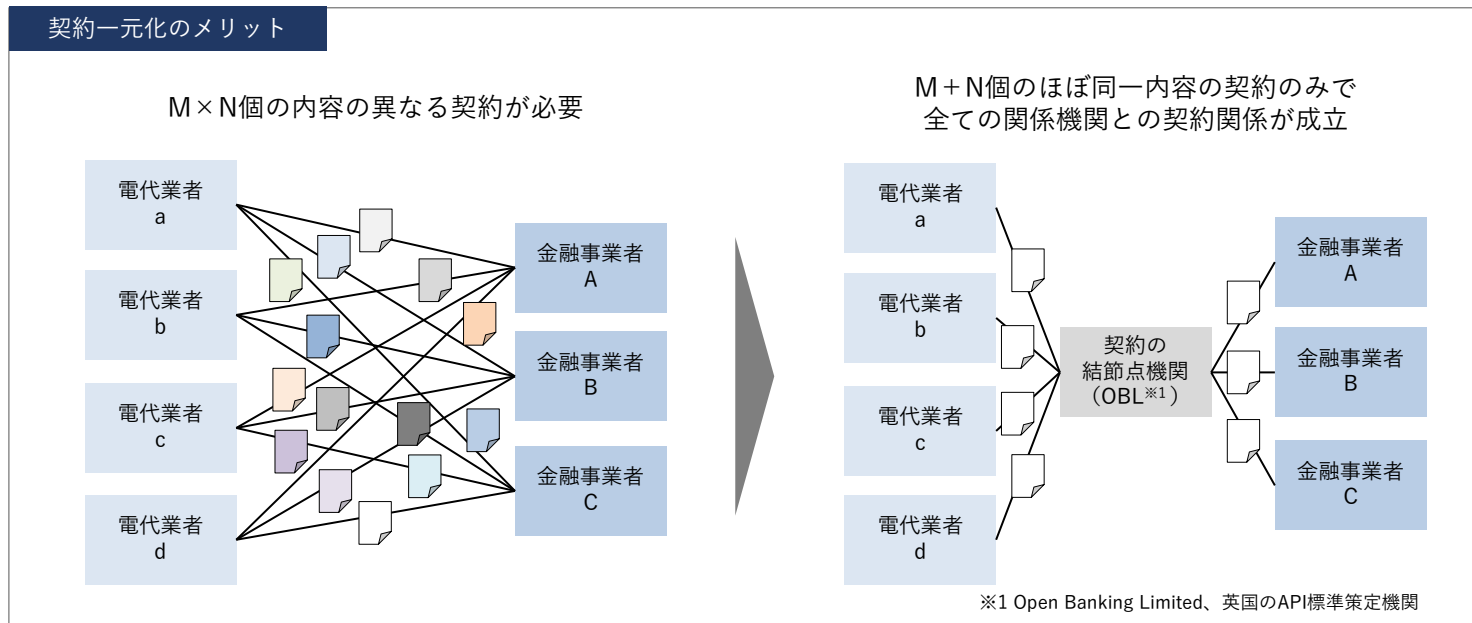 契約一元化のメリット
M×N個の内容の異なる契約が必要
電代業者
a
電代業者
b
電代業者
c
電代業者
d
金融事業者
A
金融事業者
B
金融事業者
C
M+N個のほぼ同一内容の契約のみで
全ての関係機関との契約関係が成立
電代業者
a
電代業者
b
電代業者
c
電代業者
d
契約の
結節点機関
(OBL※1)
金融事業者
A
金融事業者
B
金融事業者
C
※1 Open Banking Limited、英国のAPI標準策定機関